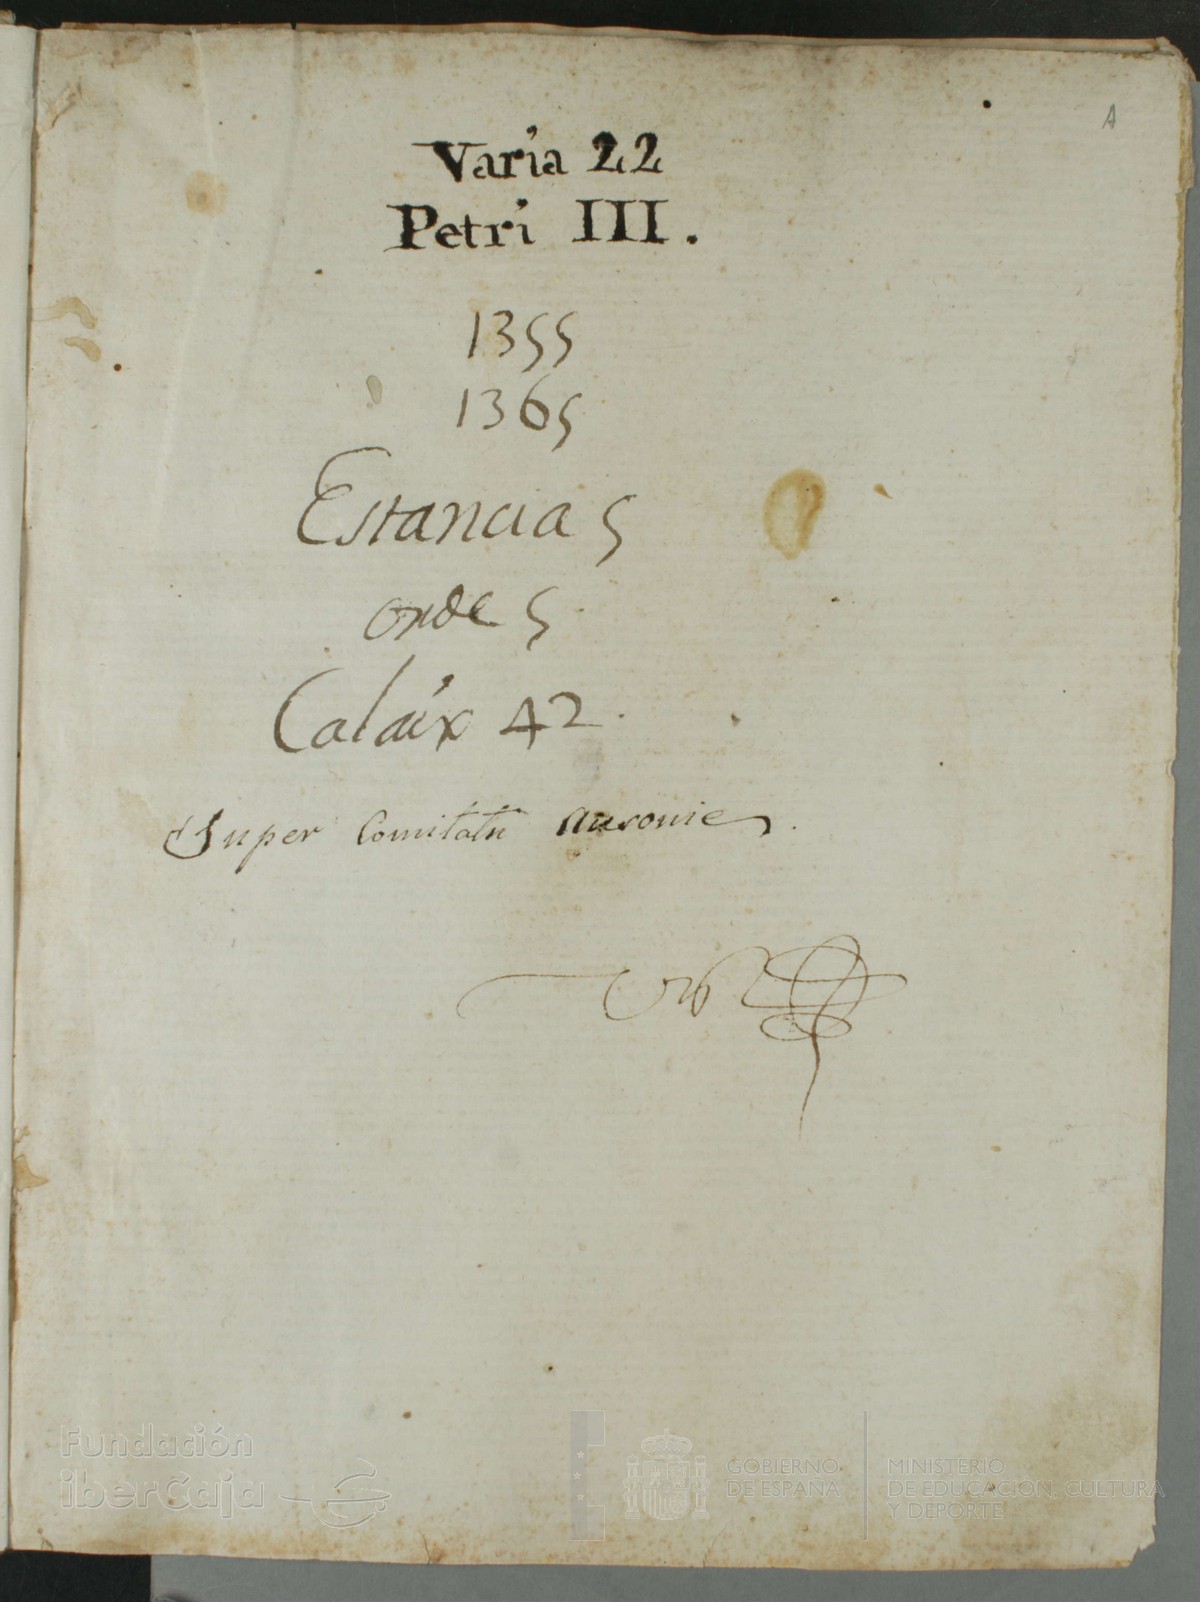 A
Varia 22
Petri III.
1355
1365
Estancia 5
orde 5
Calaix 42.
Super Comitatu Ausonie
Fundación
iberCaja
GOBIERNO
DE ESPAÑA
MINISTERIO
DE EDUCACIÓN, CULTURA
Y DEPORTE